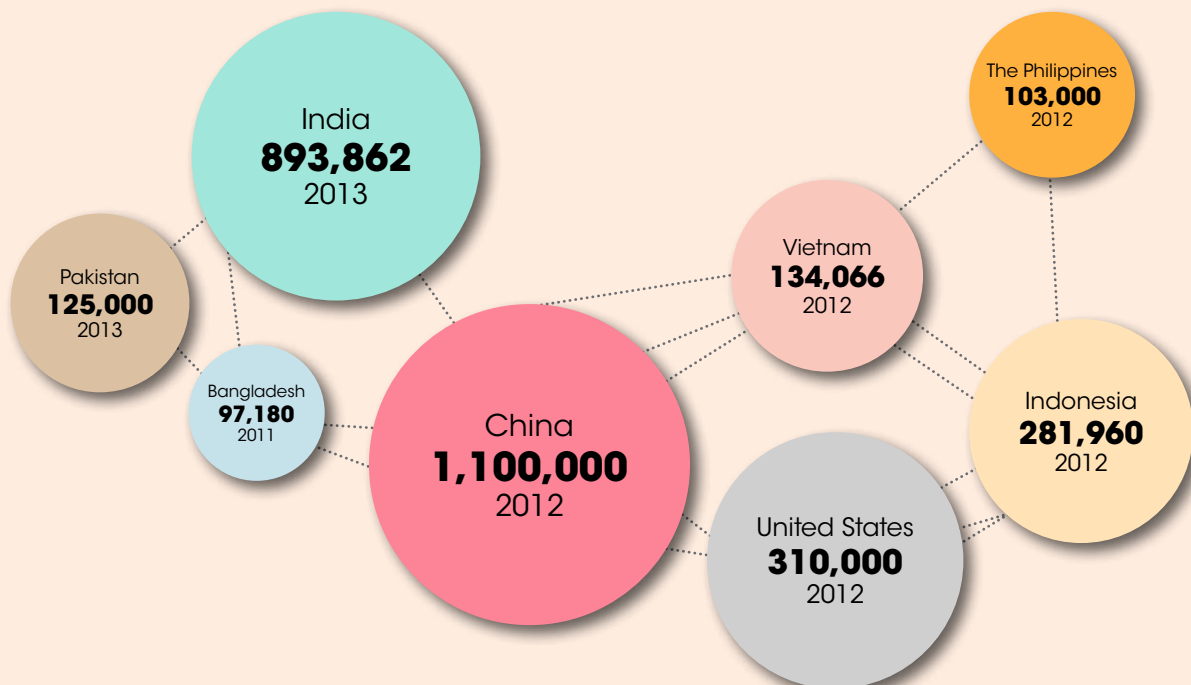 India
893,862
2013
The Philippines
103,000
2012
Pakistan
125,000
2013
Vietnam
134,066
2012
Bangladesh
97,180
2011
China
1,100,000
2012
Indonesia
281,960
2012
United States
310,000
2012